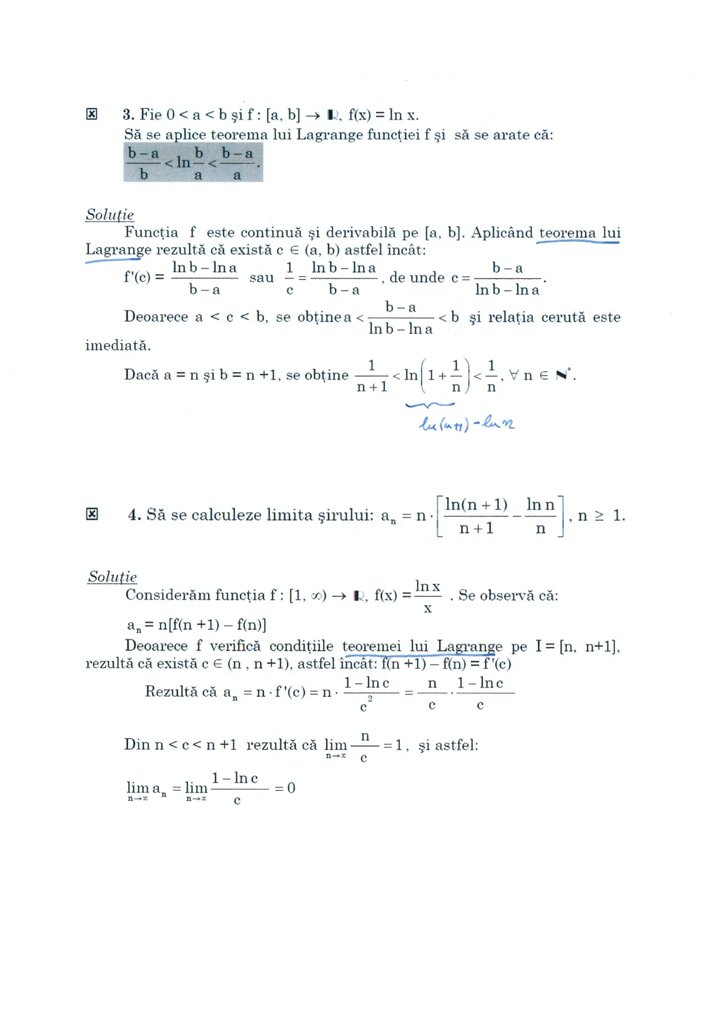 ☒ 3. Fie 0 < a < b şi f : [a, b] → ℝ, f(x) = ln x.
Să se aplice teorema lui Lagrange funcţiei f şi să se arate că:
(b – a)/b < ln b/a < (b – a)/a.
Soluţie
Funcţia f este continuă şi derivabilă pe [a, b]. Aplicând teorema lui
Lagrange rezultă că există c ∈ (a, b) astfel încât:
f'(c) = (ln b – ln a)/(b – a) sau 1/c = (ln b – ln a)/(b – a), de unde c = (b – a)/(ln b – ln a).
Deoarece a < c < b, se obţine a < (b – a)/(ln b – ln a) < b şi relaţia cerută este
imediată.
Dacă a = n şi b = n +1, se obţine 1/(n + 1) < ln(1 + 1/n) < 1/n, ∀ n ∈ ℕ*.
ln(n+1) - ln n
☒ 4. Să se calculeze limita şirului: aₙ = n · [ln(n + 1)/(n + 1) – ln n/n], n ≥ 1.
Soluţie
Considerăm funcţia f : [1, ∞) → ℝ, f(x) = ln x/x. Se observă că:
aₙ = n[f(n +1) – f(n)]
Deoarece f verifică condiţiile teoremei lui Lagrange pe I = [n, n+1],
rezultă că există c ∈ (n , n +1), astfel încât: f(n +1) – f(n) = f'(c)
Rezultă că aₙ = n · f'(c) = n · (1 – ln c)/c² = n/c · (1 – ln c)/c
Din n < c < n +1 rezultă că lim n→∞ n/c = 1, şi astfel:
lim n→∞ aₙ = lim n→∞ (1 – ln c)/c = 0